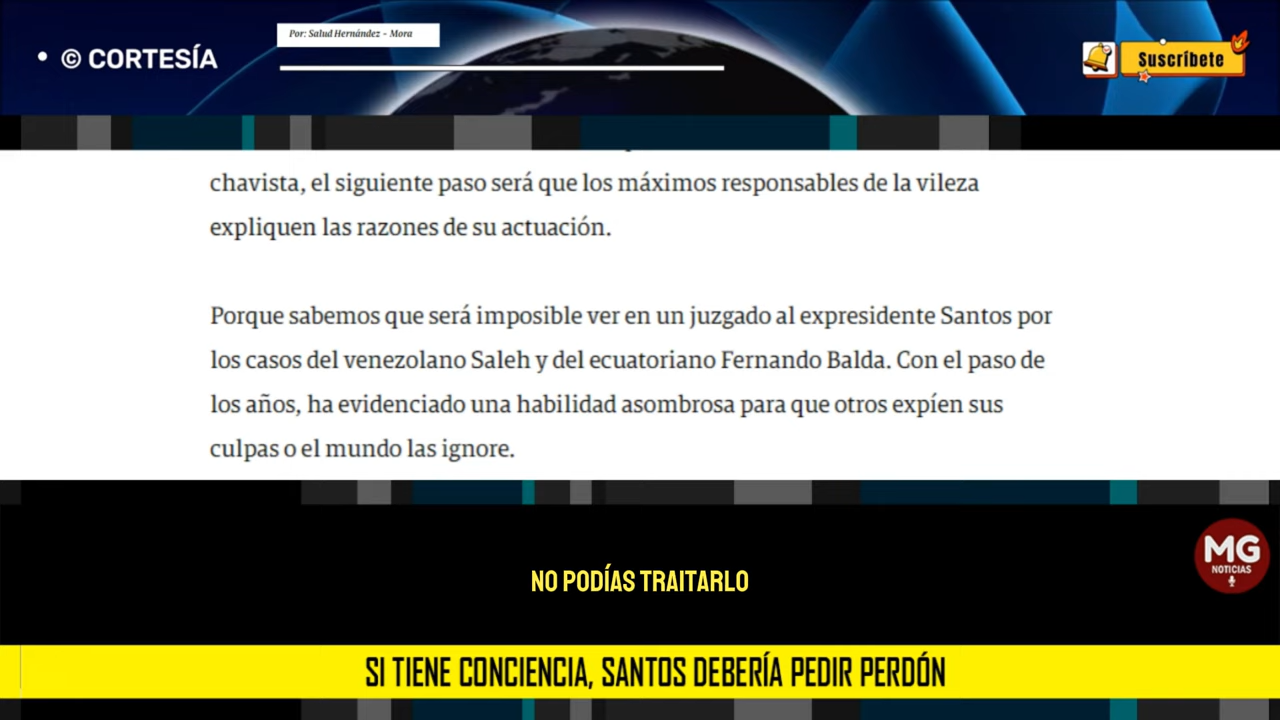 Por: Salud Hernández - Mora
• © CORTESÍA
Suscríbete
chavista, el siguiente paso será que los máximos responsables de la vileza
expliquen las razones de su actuación.
Porque sabemos que será imposible ver en un juzgado al expresidente Santos por
los casos del venezolano Saleh y del ecuatoriano Fernando Balda. Con el paso de
los años, ha evidenciado una habilidad asombrosa para que otros expíen sus
culpas o el mundo las ignore.
MG
NOTICIAS
NO PODÍAS TRAITARLO
SI TIENE CONCIENCIA, SANTOS DEBERÍA PEDIR PERDÓN